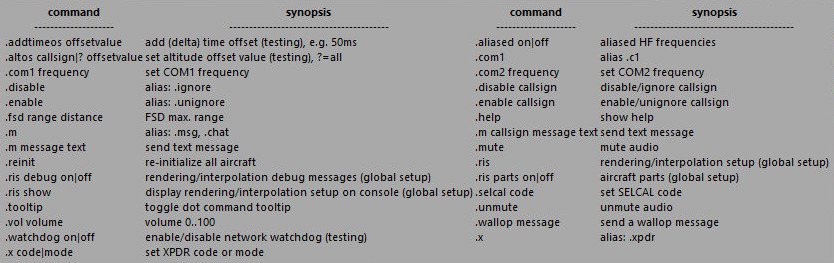 command synopsis command synopsis
------------------- -------------------------------------- ------------------- --------------------------------------
.addtimeos offsetvalue add (delta) time offset (testing), e.g. 50ms .aliased on|off aliased HF frequencies
.altos callsign|? offsetvalue set altitude offset value (testing), ?=all .com1 alias .c1
.com1 frequency set COM1 frequency .com2 frequency set COM2 frequency
.disable alias: .ignore .disable callsign disable/ignore callsign
.enable alias: .unignore .enable callsign enable/unignore callsign
.fsd range distance FSD max. range .help show help
.m alias: .msg, .chat .m callsign message text send text message
.m message text send text message .mute mute audio
.reinit re-initialize all aircraft .ris rendering/interpolation setup (global setup)
.ris debug on|off rendering/interpolation debug messages (global setup) .ris parts on|off aircraft parts (global setup)
.ris show display rendering/interpolation setup on console (global setup) .selcal code set SELCAL code
.tooltip toggle dot command tooltip .unmute unmute audio
.vol volume volume 0..100 .wallop message send a wallop message
.watchdog on|off enable/disable network watchdog (testing) .x alias: .xpdr
.x code|mode set XPDR code or mode